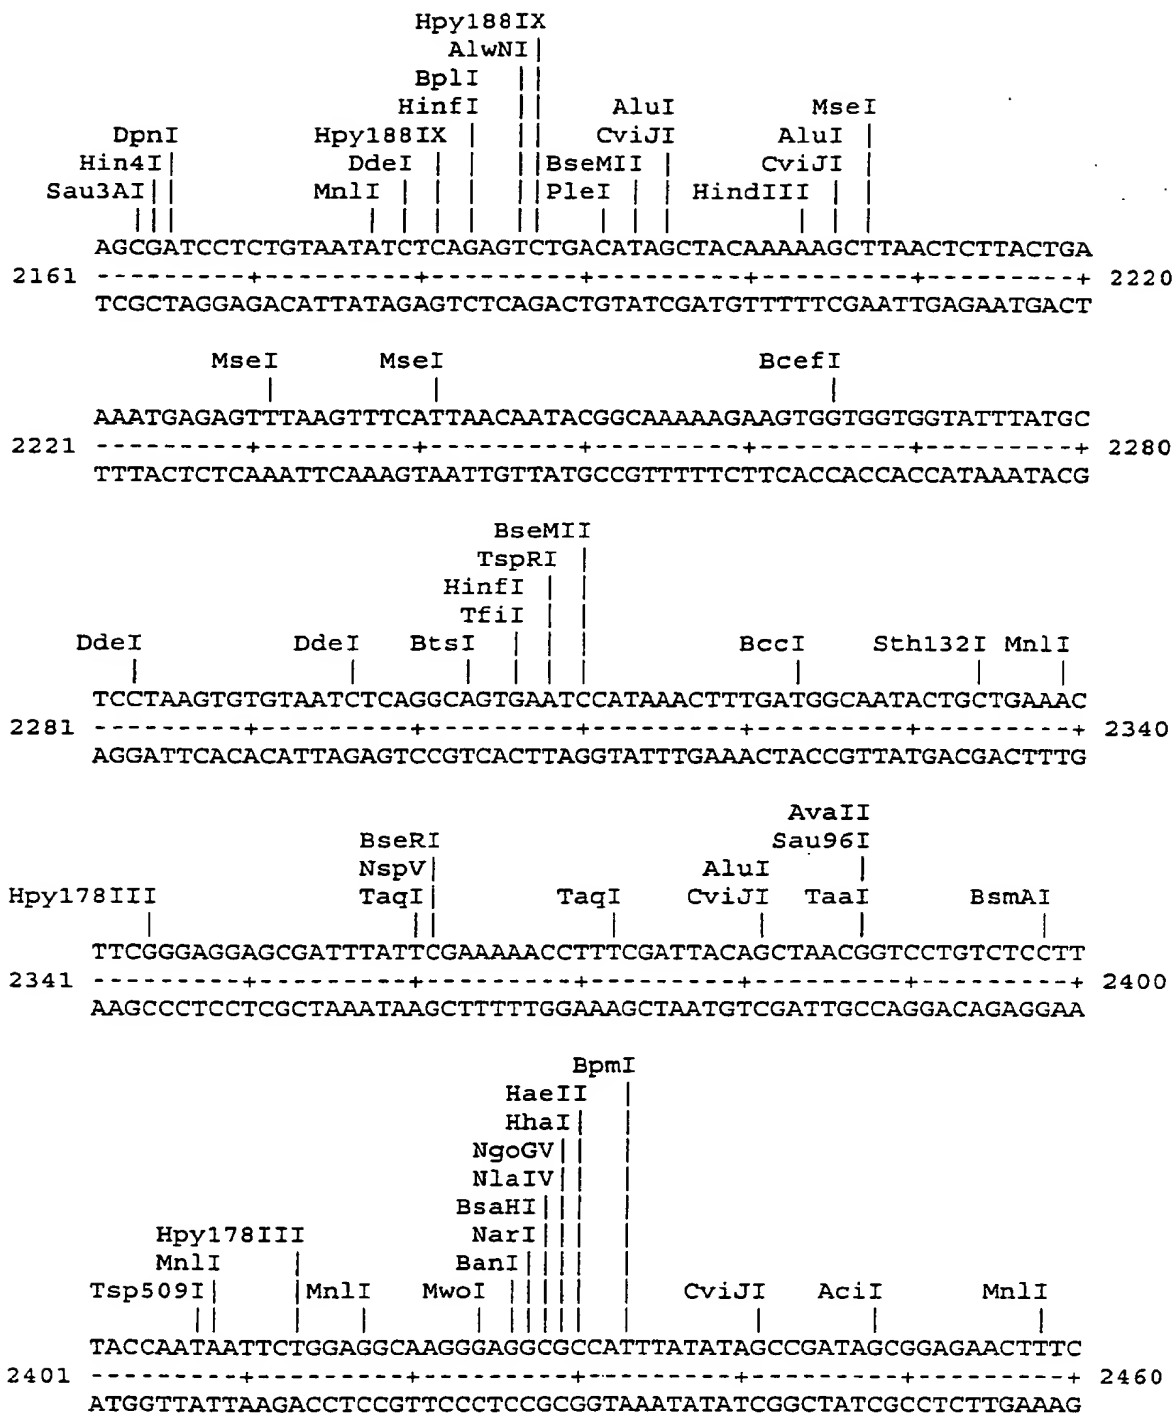 Hpy188IX
AlwNI
BplI
HinfI AluI MseI
DpnI Hpy188IX CviJI AluI
Hin4I DdeI BseMII CviJI
Sau3AI MnlI PleI HindIII
AGCGATCCTCTGTAATATCTCAGAGTCTGACATAGCTACAAAAAGCTTAACTCTTACTGA
2161 ---------+---------+---------+---------+---------+---------+ 2220
TCGCTAGGAGACATTATAGAGTCTCAGACTGTATCGATGTTTTTCGAATTGAGAATGACT
MseI MseI BcefI
AAATGAGAGTTTAAGTTTCATTAACAATACGGCAAAAAGAAGTGGTGGTGGTATTTATGC
2221 ---------+---------+---------+---------+---------+---------+ 2280
TTTACTCTCAAATTCAAAGTAATTGTTATGCCGTTTTTCTTCACCACCACCATAAATACG
BseMII
TspRI
HinfI
TfiI
DdeI DdeI BtsI BccI Sth132I MnlI
TCCTAAGTGTGTAATCTCAGGCAGTGAATCCATAAACTTTGATGGCAATACTGCTGAAAC
2281 ---------+---------+---------+---------+---------+---------+ 2340
AGGATTCACACATTAGAGTCCGTCACTTAGGTATTTGAAACTACCGTTATGACGACTTTG
AvaII
BseRI Sau96I
NspV AluI
Hpy178III TaqI TaqI CviJI TaaI BsmAI
TTCGGGAGGAGCGATTTATTCGAAAAACCTTTCGATTACAGCTAACGGTCCTGTCTCCTT
2341 ---------+---------+---------+---------+---------+---------+ 2400
AAGCCCTCCTCGCTAAATAAGCTTTTTGGAAAGCTAATGTCGATTGCCAGGACAGAGGAA
BpmI
HaeII
HhaI
NgoGV
NlaIV
BsaHI
Hpy178III NarI
MnlI BanI
Tsp509I MnlI MwoI CviJI AciI MnlI
TACCAATAATTCTGGAGGCAAGGGAGGCGCCATTTATATAGCCGATAGCGGAGAACTTTC
2401 ---------+---------+---------+---------+---------+---------+ 2460
ATGGTTATTAAGACCTCCGTTCCCTCCGCGGTAAATATATCGGCTATCGCCTCTTGAAAG